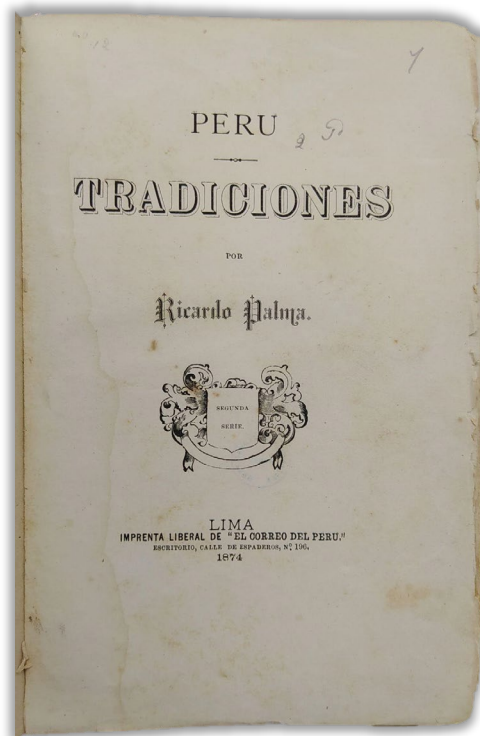 PERU
TRADICIONES
POR
Ricardo Palma.
SEGUNDA
SERIE.
LIMA
IMPRENTA LIBERAL DE "EL CORREO DEL PERU."
ESCRITORIO, CALLE DE ESPADEROS, Nº 196.
1874